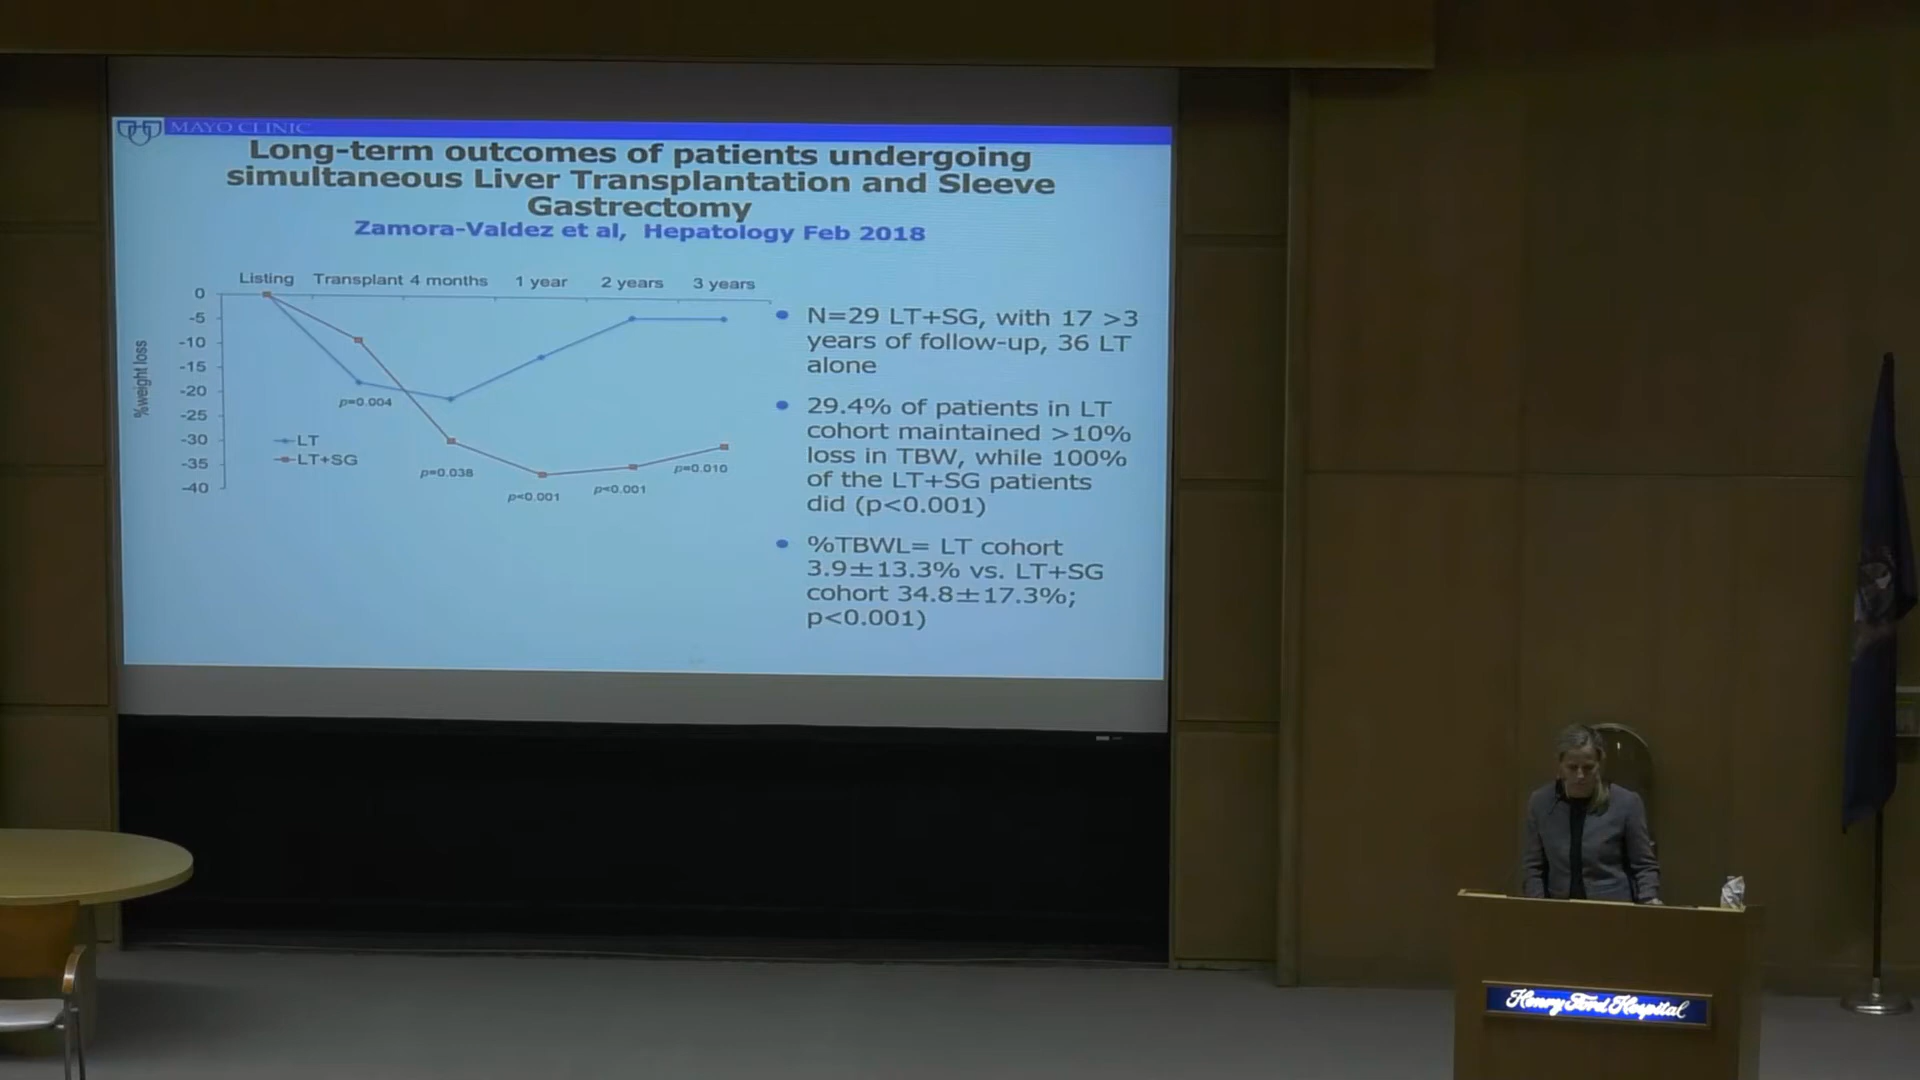 MAYO CLINIC
Long-term outcomes of patients undergoing
simultaneous Liver Transplantation and Sleeve
Gastrectomy
Zamora-Valdez et al, Hepatology Feb 2018
Listing Transplant 4 months 1 year 2 years 3 years
0
-5
-10
-15
-20
-25
-30
-35
-40
%weight loss
LT
LT+SG
p=0.004
p=0.038
p<0.001
p<0.001
p=0.010
• N=29 LT+SG, with 17 >3
years of follow-up, 36 LT
alone
• 29.4% of patients in LT
cohort maintained >10%
loss in TBW, while 100%
of the LT+SG patients
did (p<0.001)
• %TBWL= LT cohort
3.9±13.3% vs. LT+SG
cohort 34.8±17.3%;
p<0.001)
Henry Ford Hospital